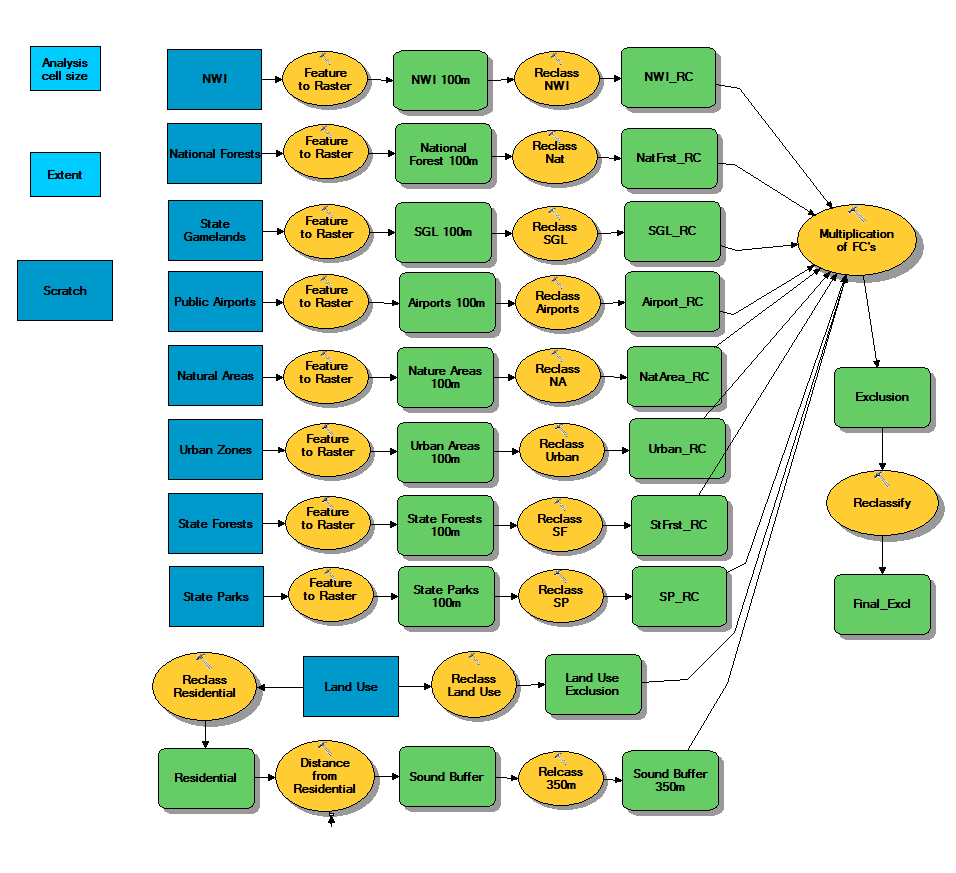 Analysis
cell size
NWI
Feature
to Raster
NWI 100m
Reclass
NWI
NWI_RC
National Forests
Feature
to Raster
National
Forest 100m
Reclass
Nat
NatFrst_RC
Extent
State
Gamelands
Feature
to Raster
SGL 100m
Reclass
SGL
SGL_RC
Multiplication
of FC's
Scratch
Public Airports
Feature
to Raster
Airports 100m
Reclass
Airports
Airport_RC
Natural Areas
Feature
to Raster
Nature Areas
100m
Reclass
NA
NatArea_RC
Exclusion
Urban Zones
Feature
to Raster
Urban Areas
100m
Reclass
Urban
Urban_RC
Reclassify
State Forests
Feature
to Raster
State Forests
100m
Reclass
SF
StFrst_RC
State Parks
Feature
to Raster
State Parks
100m
Reclass
SP
SP_RC
Final_Excl
Reclass
Residential
Land Use
Reclass
Land Use
Land Use
Exclusion
Residential
Distance
from
Residential
Sound Buffer
Relcass
350m
Sound Buffer
350m